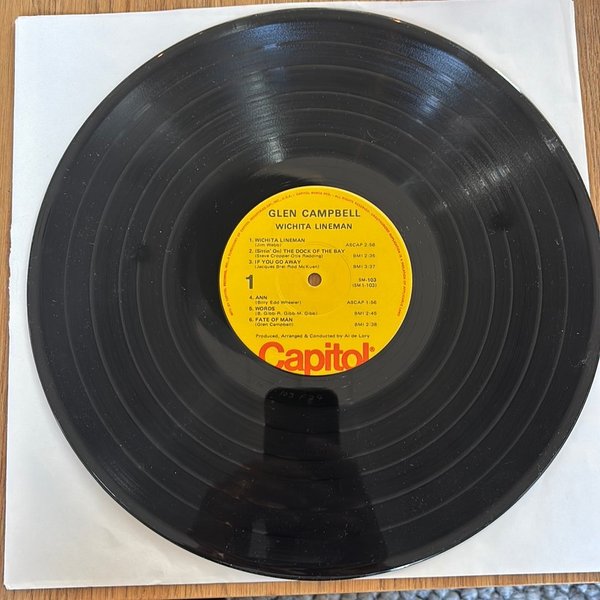 GLEN CAMPBELL
WICHITA LINEMAN
1. WICHITA LINEMAN
(Jim Webb) ASCAP 2:56
2. (Sittin' On) THE DOCK OF THE BAY
(Steve Cropper-Otis Redding) BMI 2:35
3. IF YOU GO AWAY
(Jacques Brel-Rod McKuen) BMI 3:37
1
SM-103
(SM 1-103)
4. ANN
(Billy Edd Wheeler) ASCAP 1:56
5. WORDS
(B. Gibb-R. Gibb-M. Gibb) BMI 2:45
6. FATE OF MAN
(Glen Campbell) BMI 2:38
Produced, Arranged & Conducted by Al de Lory
Capitol®